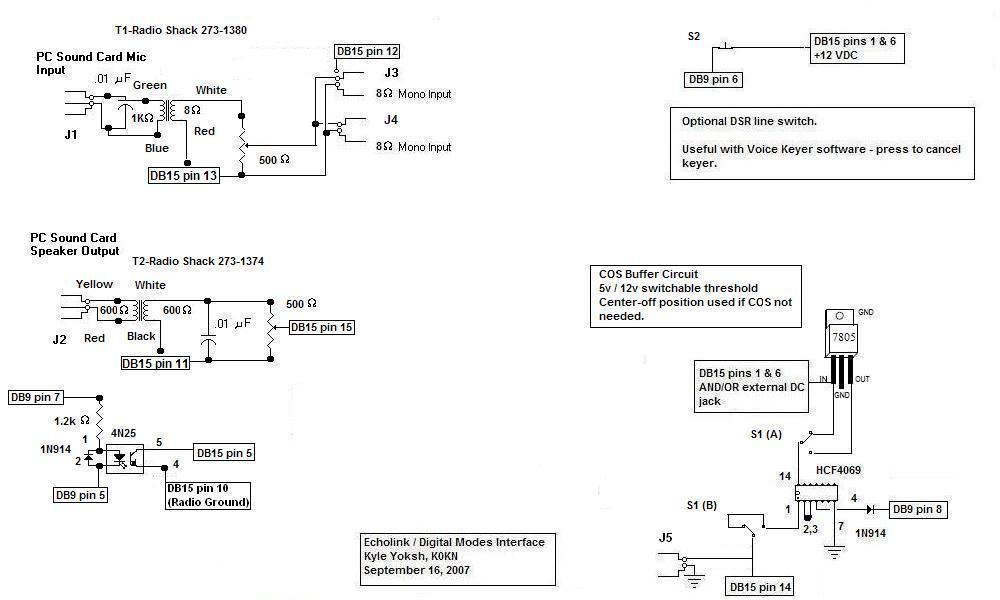 T1-Radio Shack 273-1380
PC Sound Card Mic
Input
.01 µF
Green
White
1KΩ
8Ω
Red
Blue
J1
500 Ω
DB15 pin 13
DB15 pin 12
J3
8Ω Mono Input
J4
8Ω Mono Input
S2
DB15 pins 1 & 6
+12 VDC
DB9 pin 6
Optional DSR line switch.
Useful with Voice Keyer software - press to cancel
keyer.
PC Sound Card
Speaker Output
T2-Radio Shack 273-1374
Yellow
White
600Ω
600Ω
.01 µF
500 Ω
DB15 pin 15
J2
Red
Black
DB15 pin 11
DB9 pin 7
1.2k Ω
1
4N25
5
1N914
2
4
DB15 pin 5
DB9 pin 5
DB15 pin 10
(Radio Ground)
COS Buffer Circuit
5v / 12v switchable threshold
Center-off position used if COS not
needed.
GND
7805
IN
OUT
GND
DB15 pins 1 & 6
AND/OR external DC
jack
S1 (A)
14
HCF4069
1
2,3
4
7
DB9 pin 8
1N914
S1 (B)
J5
DB15 pin 14
Echolink / Digital Modes Interface
Kyle Yoksh, K0KN
September 16, 2007